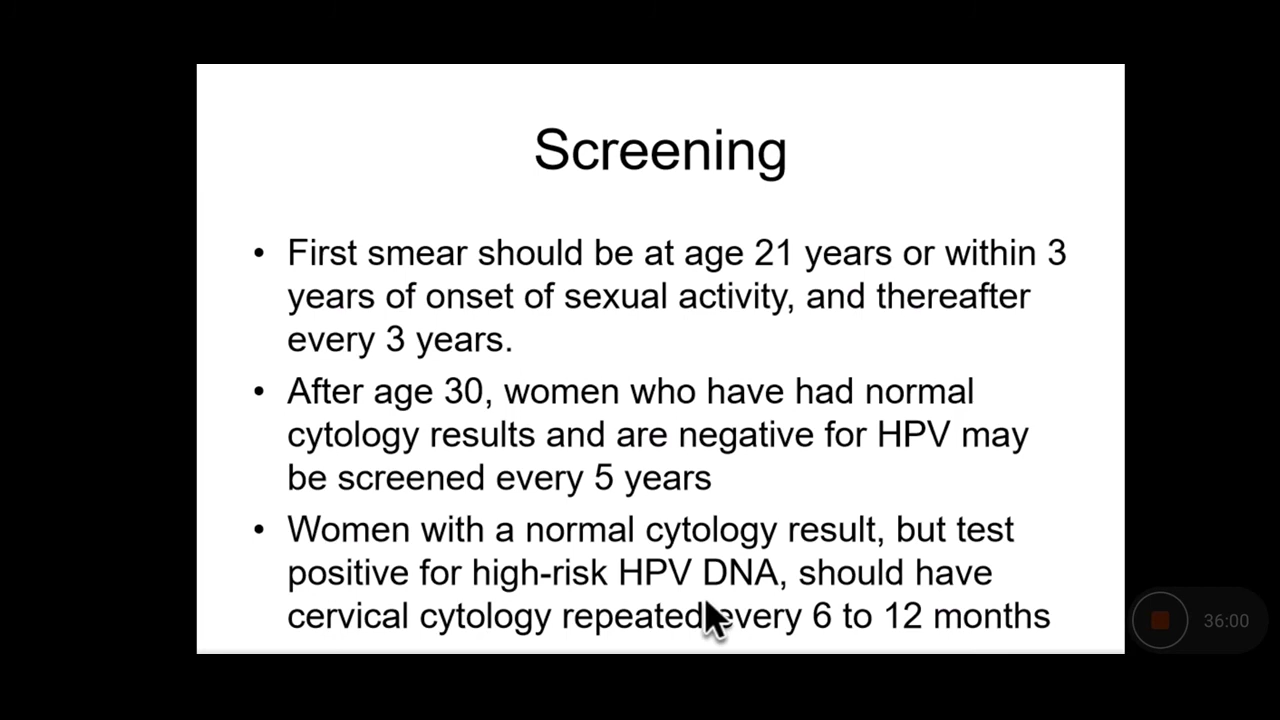 Screening
• First smear should be at age 21 years or within 3
years of onset of sexual activity, and thereafter
every 3 years.
• After age 30, women who have had normal
cytology results and are negative for HPV may
be screened every 5 years
• Women with a normal cytology result, but test
positive for high-risk HPV DNA, should have
cervical cytology repeated every 6 to 12 months
36:00